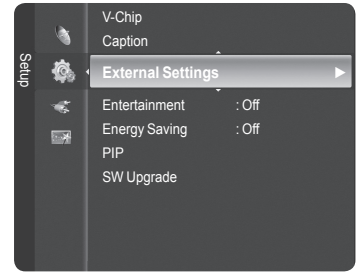 Setup
V-Chip
Caption
External Settings
Entertainment : Off
Energy Saving : Off
PIP
SW Upgrade